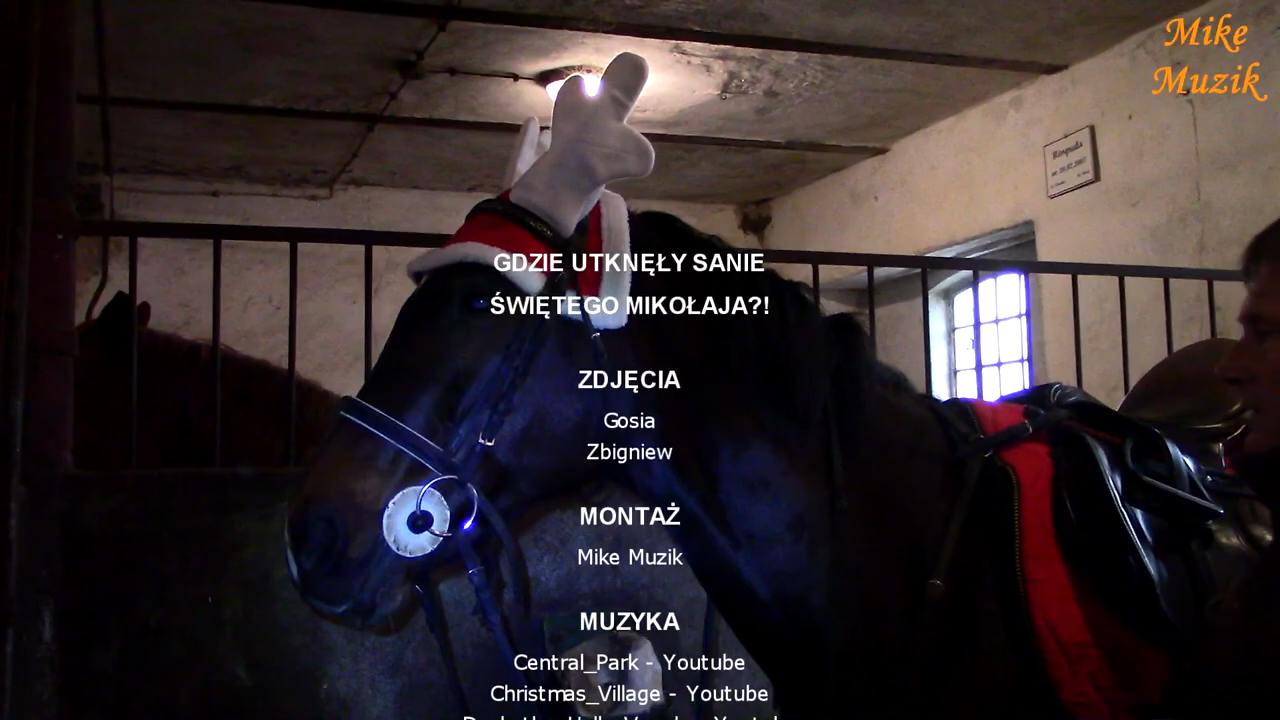 Mike
Muzik
GDZIE UTKNĘŁY SANIE
ŚWIĘTEGO MIKOŁAJA?!
ZDJĘCIA
Gosia
Zbigniew
MONTAŻ
Mike Muzik
MUZYKA
Central_Park - Youtube
Christmas_Village - Youtube